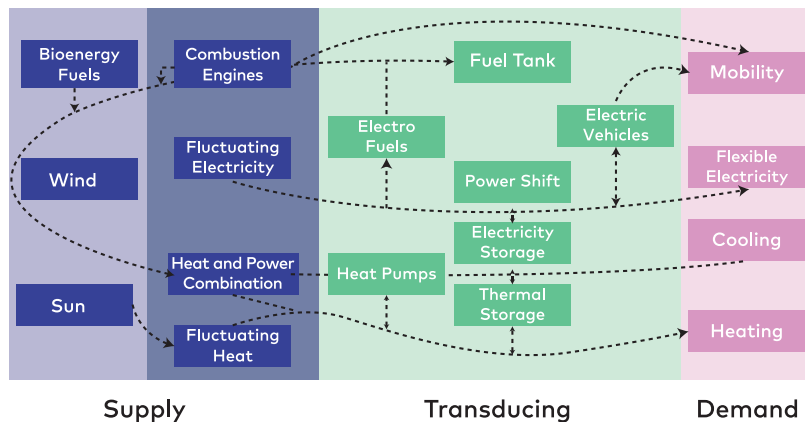 Bioenergy
Fuels
Combustion
Engines
Fuel Tank
Mobility
Electro
Fuels
Electric
Vehicles
Fluctuating
Electricity
Wind
Power Shift
Flexible
Electricity
Electricity
Storage
Cooling
Heat and Power
Combination
Heat Pumps
Thermal
Storage
Sun
Fluctuating
Heat
Heating
Supply
Transducing
Demand